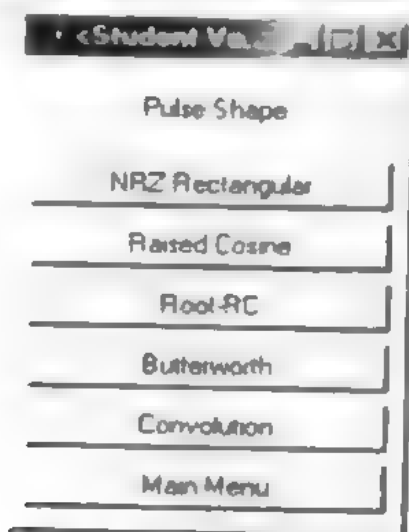 <Student Ve...
Pulse Shape
NRZ Rectangular
Raised Cosine
Root-RC
Butterworth
Convolution
Main Menu